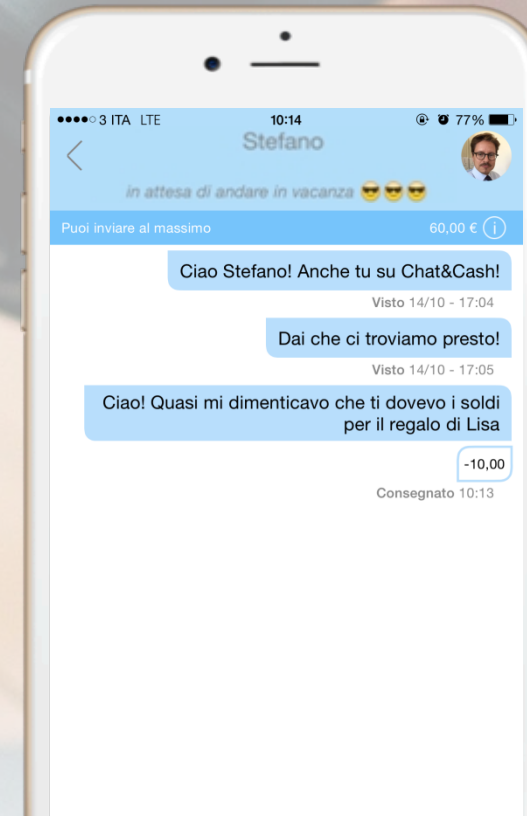 3 ITA LTE 10:14 77%
Stefano
in attesa di andare in vacanza 😎😎😎
Puoi inviare al massimo 60,00 €
Ciao Stefano! Anche tu su Chat&Cash!
Visto 14/10 - 17:04
Dai che ci troviamo presto!
Visto 14/10 - 17:05
Ciao! Quasi mi dimenticavo che ti dovevo i soldi
per il regalo di Lisa
-10,00
Consegnato 10:13